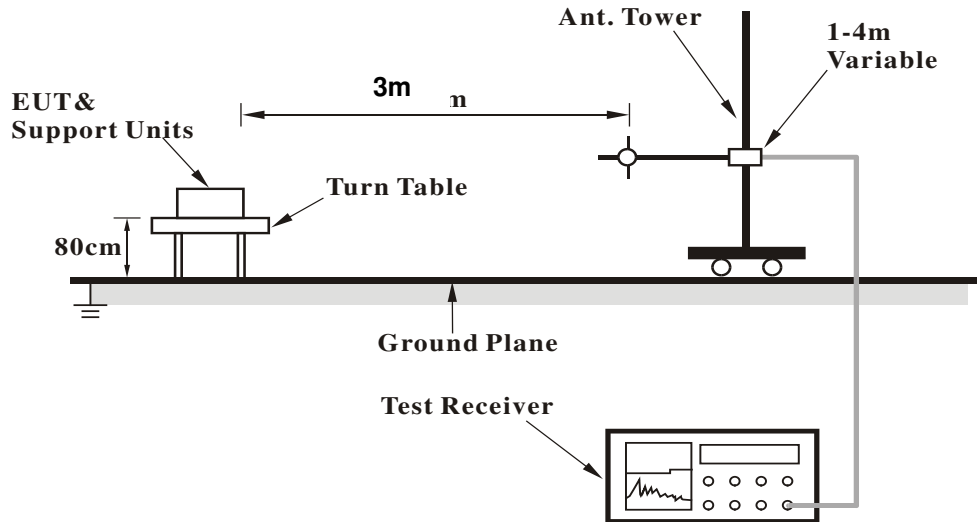 Ant. Tower
1-4m
Variable
3m
m
EUT&
Support Units
Turn Table
80cm
Ground Plane
Test Receiver